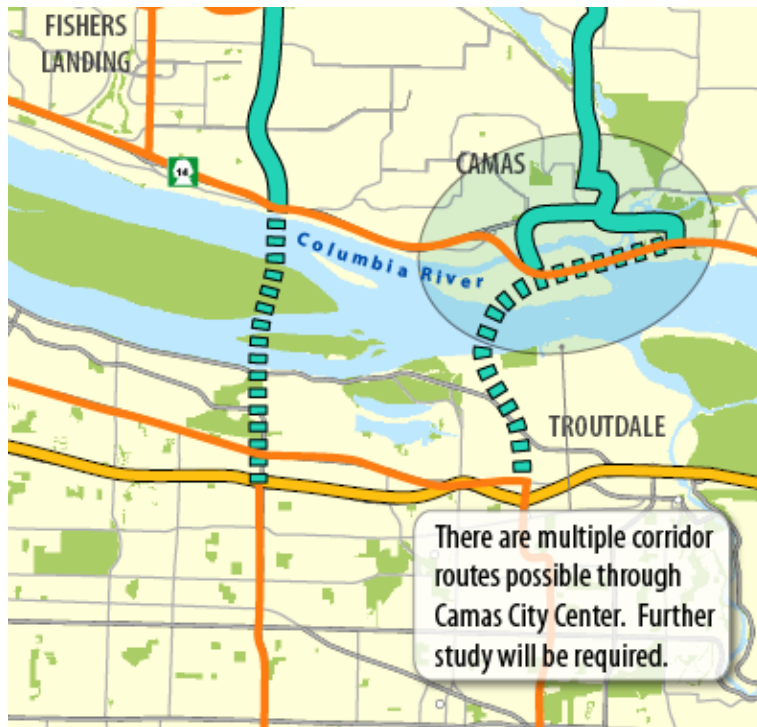 FISHERS
LANDING
14
CAMAS
Columbia River
TROUTDALE
There are multiple corridor
routes possible through
Camas City Center. Further
study will be required.